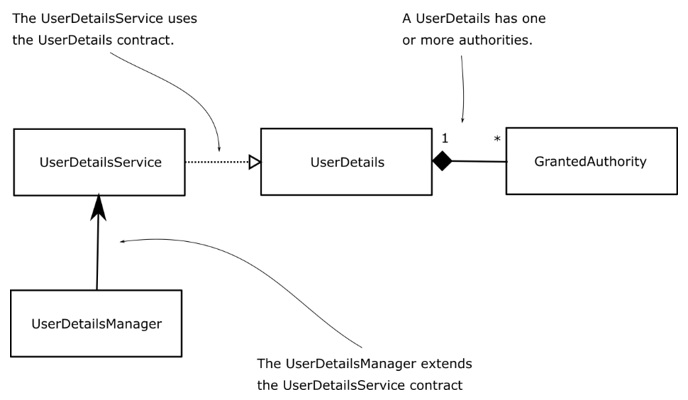 The UserDetailsService uses
the UserDetails contract.
A UserDetails has one
or more authorities.
UserDetailsService
UserDetails
1
*
GrantedAuthority
UserDetailsManager
The UserDetailsManager extends
the UserDetailsService contract